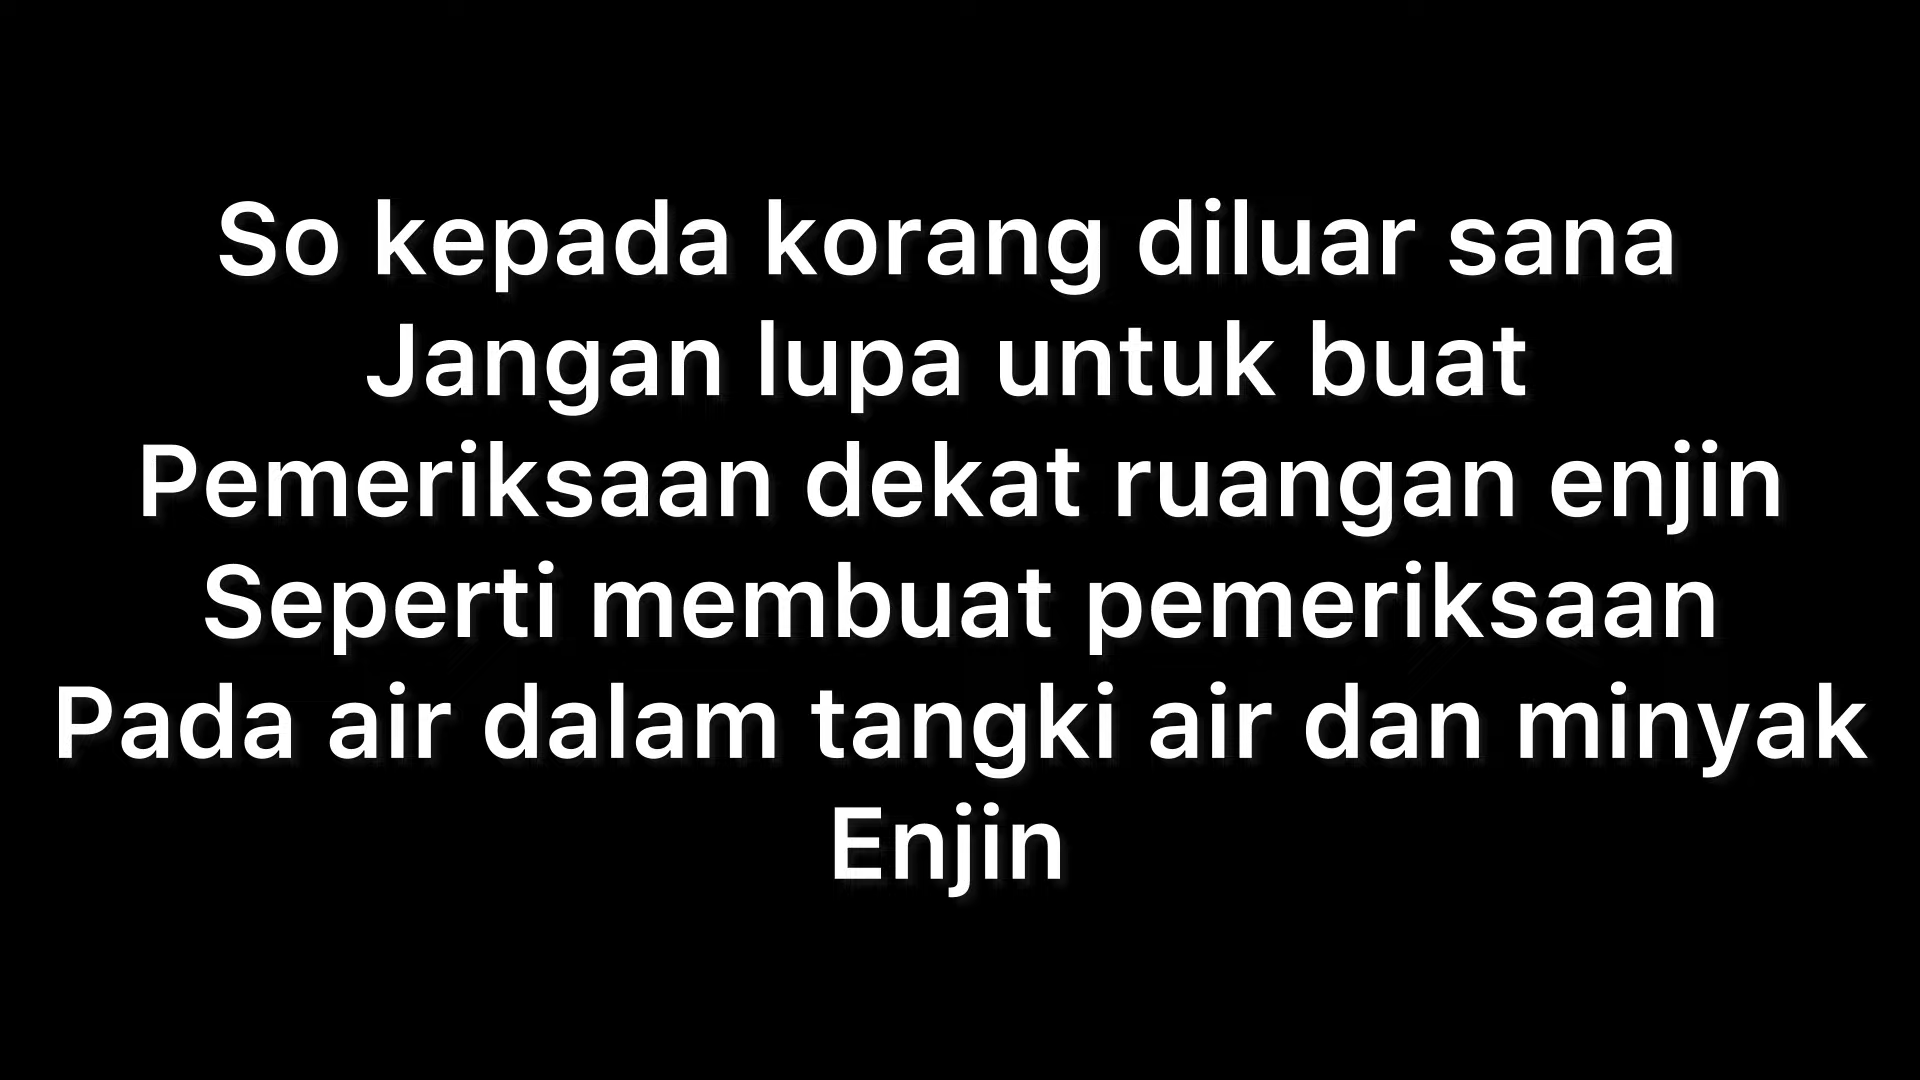 So kepada korang diluar sana
Jangan lupa untuk buat
Pemeriksaan dekat ruangan enjin
Seperti membuat pemeriksaan
Pada air dalam tangki air dan minyak
Enjin